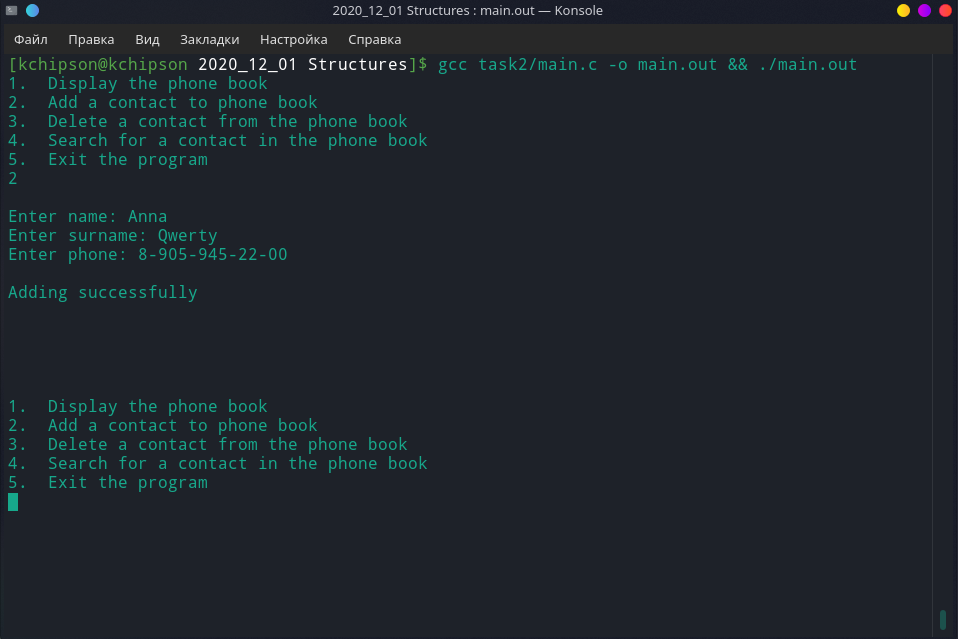 2020_12_01 Structures : main.out — Konsole
Файл Правка Вид Закладки Настройка Справка
[kchipson@kchipson 2020_12_01 Structures]$ gcc task2/main.c -o main.out && ./main.out
1.  Display the phone book
2.  Add a contact to phone book
3.  Delete a contact from the phone book
4.  Search for a contact in the phone book
5.  Exit the program
2
Enter name: Anna
Enter surname: Qwerty
Enter phone: 8-905-945-22-00
Adding successfully
1.  Display the phone book
2.  Add a contact to phone book
3.  Delete a contact from the phone book
4.  Search for a contact in the phone book
5.  Exit the program